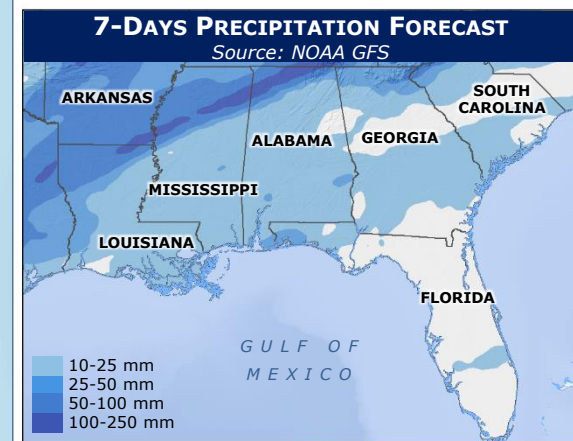 7-DAYS PRECIPITATION FORECAST
Source: NOAA GFS
ARKANSAS
SOUTH
CAROLINA
ALABAMA
GEORGIA
MISSISSIPPI
LOUISIANA
FLORIDA
GULF OF
MEXICO
10-25 mm
25-50 mm
50-100 mm
100-250 mm